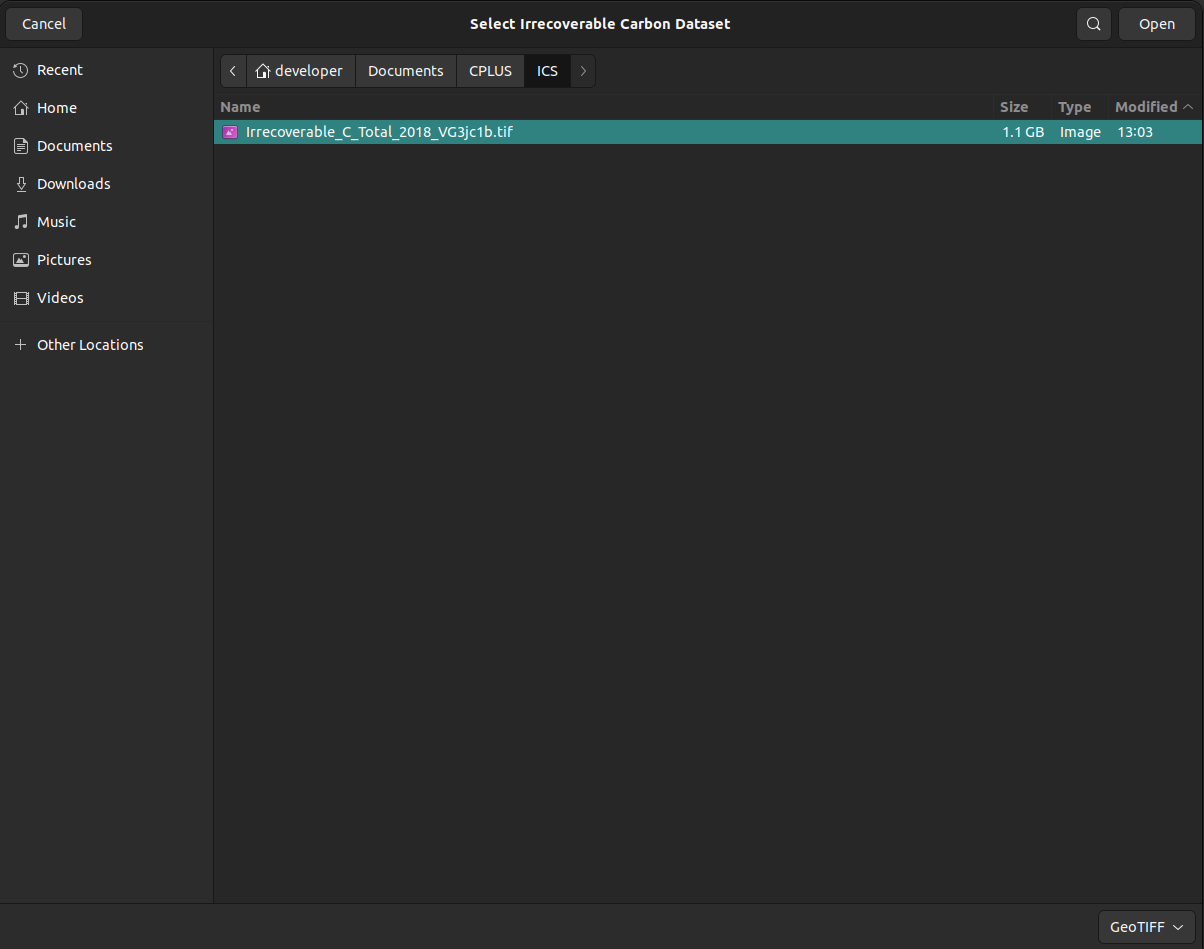 Cancel Select Irrecoverable Carbon Dataset Open
Recent
Home
Documents
Downloads
Music
Pictures
Videos
Other Locations
developer Documents CPLUS ICS
Name Size Type Modified
Irrecoverable_C_Total_2018_VG3jc1b.tif 1.1 GB Image 13:03
GeoTIFF